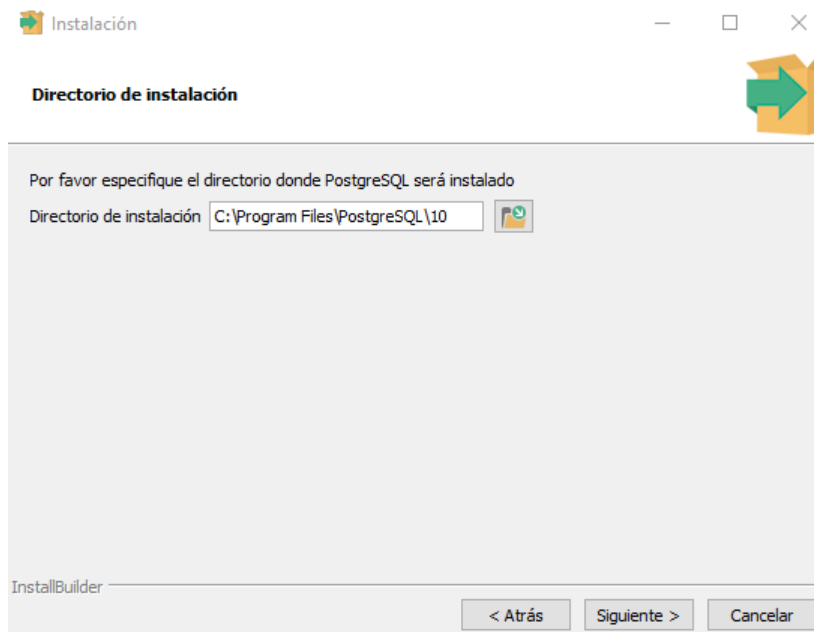 Instalación
Directorio de instalación
Por favor especifique el directorio donde PostgreSQL será instalado
Directorio de instalación C:\Program Files\PostgreSQL\10
InstallBuilder
< Atrás Siguiente > Cancelar